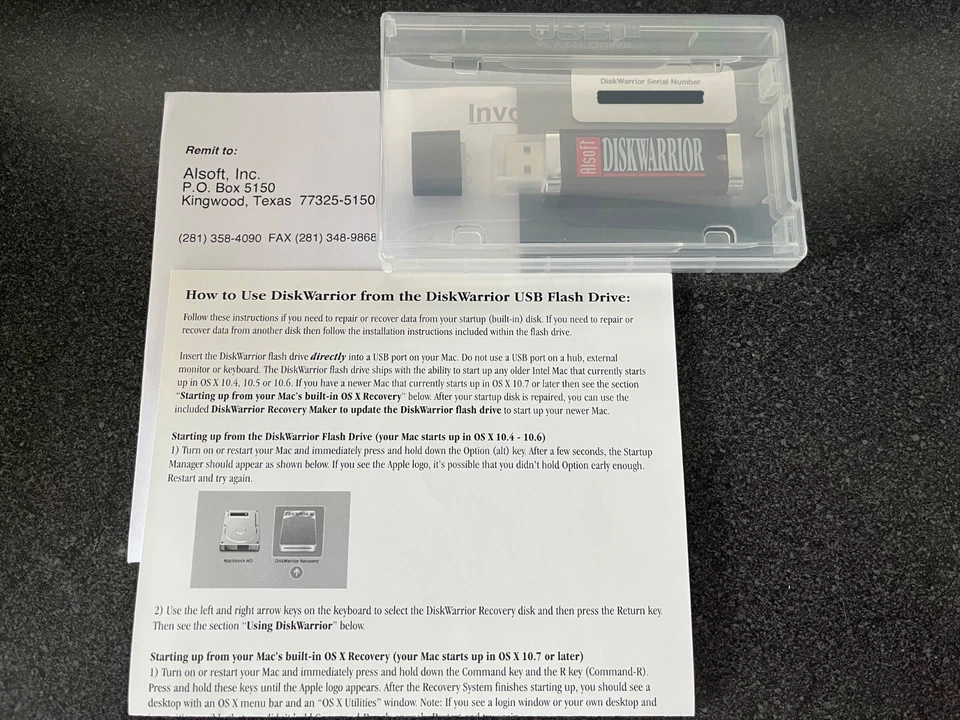 USB
FLASH DRIVE
DiskWarrior Serial Number
Invo
Alsoft
DISKWARRIOR
Remit to:
Alsoft, Inc.
P.O. Box 5150
Kingwood, Texas 77325-5150
(281) 358-4090 FAX (281) 348-9868
How to Use DiskWarrior from the DiskWarrior USB Flash Drive:
Follow these instructions if you need to repair or recover data from your startup (built-in) disk. If you need to repair or
recover data from another disk then follow the installation instructions included within the flash drive.
Insert the DiskWarrior flash drive directly into a USB port on your Mac. Do not use a USB port on a hub, external
monitor or keyboard. The DiskWarrior flash drive ships with the ability to start up any older Intel Mac that currently starts
up in OS X 10.4, 10.5 or 10.6. If you have a newer Mac that currently starts up in OS X 10.7 or later then see the section
“Starting up from your Mac's built-in OS X Recovery” below. After your startup disk is repaired, you can use the
included DiskWarrior Recovery Maker to update the DiskWarrior flash drive to start up your newer Mac.
Starting up from the DiskWarrior Flash Drive (your Mac starts up in OS X 10.4 - 10.6)
1) Turn on or restart your Mac and immediately press and hold down the Option (alt) key. After a few seconds, the Startup
Manager should appear as shown below. If you see the Apple logo, it's possible that you didn't hold Option early enough.
Restart and try again.
DiskWarrior
Macintosh HD
DiskWarrior Recovery
2) Use the left and right arrow keys on the keyboard to select the DiskWarrior Recovery disk and then press the Return key.
Then see the section “Using DiskWarrior” below.
Starting up from your Mac's built-in OS X Recovery (your Mac starts up in OS X 10.7 or later)
1) Turn on or restart your Mac and immediately press and hold down the Command key and the R key (Command-R).
Press and hold these keys until the Apple logo appears. After the Recovery System finishes starting up, you should see a
desktop with an OS X menu bar and an “OS X Utilities” window. Note: If you see a login window or your own desktop and